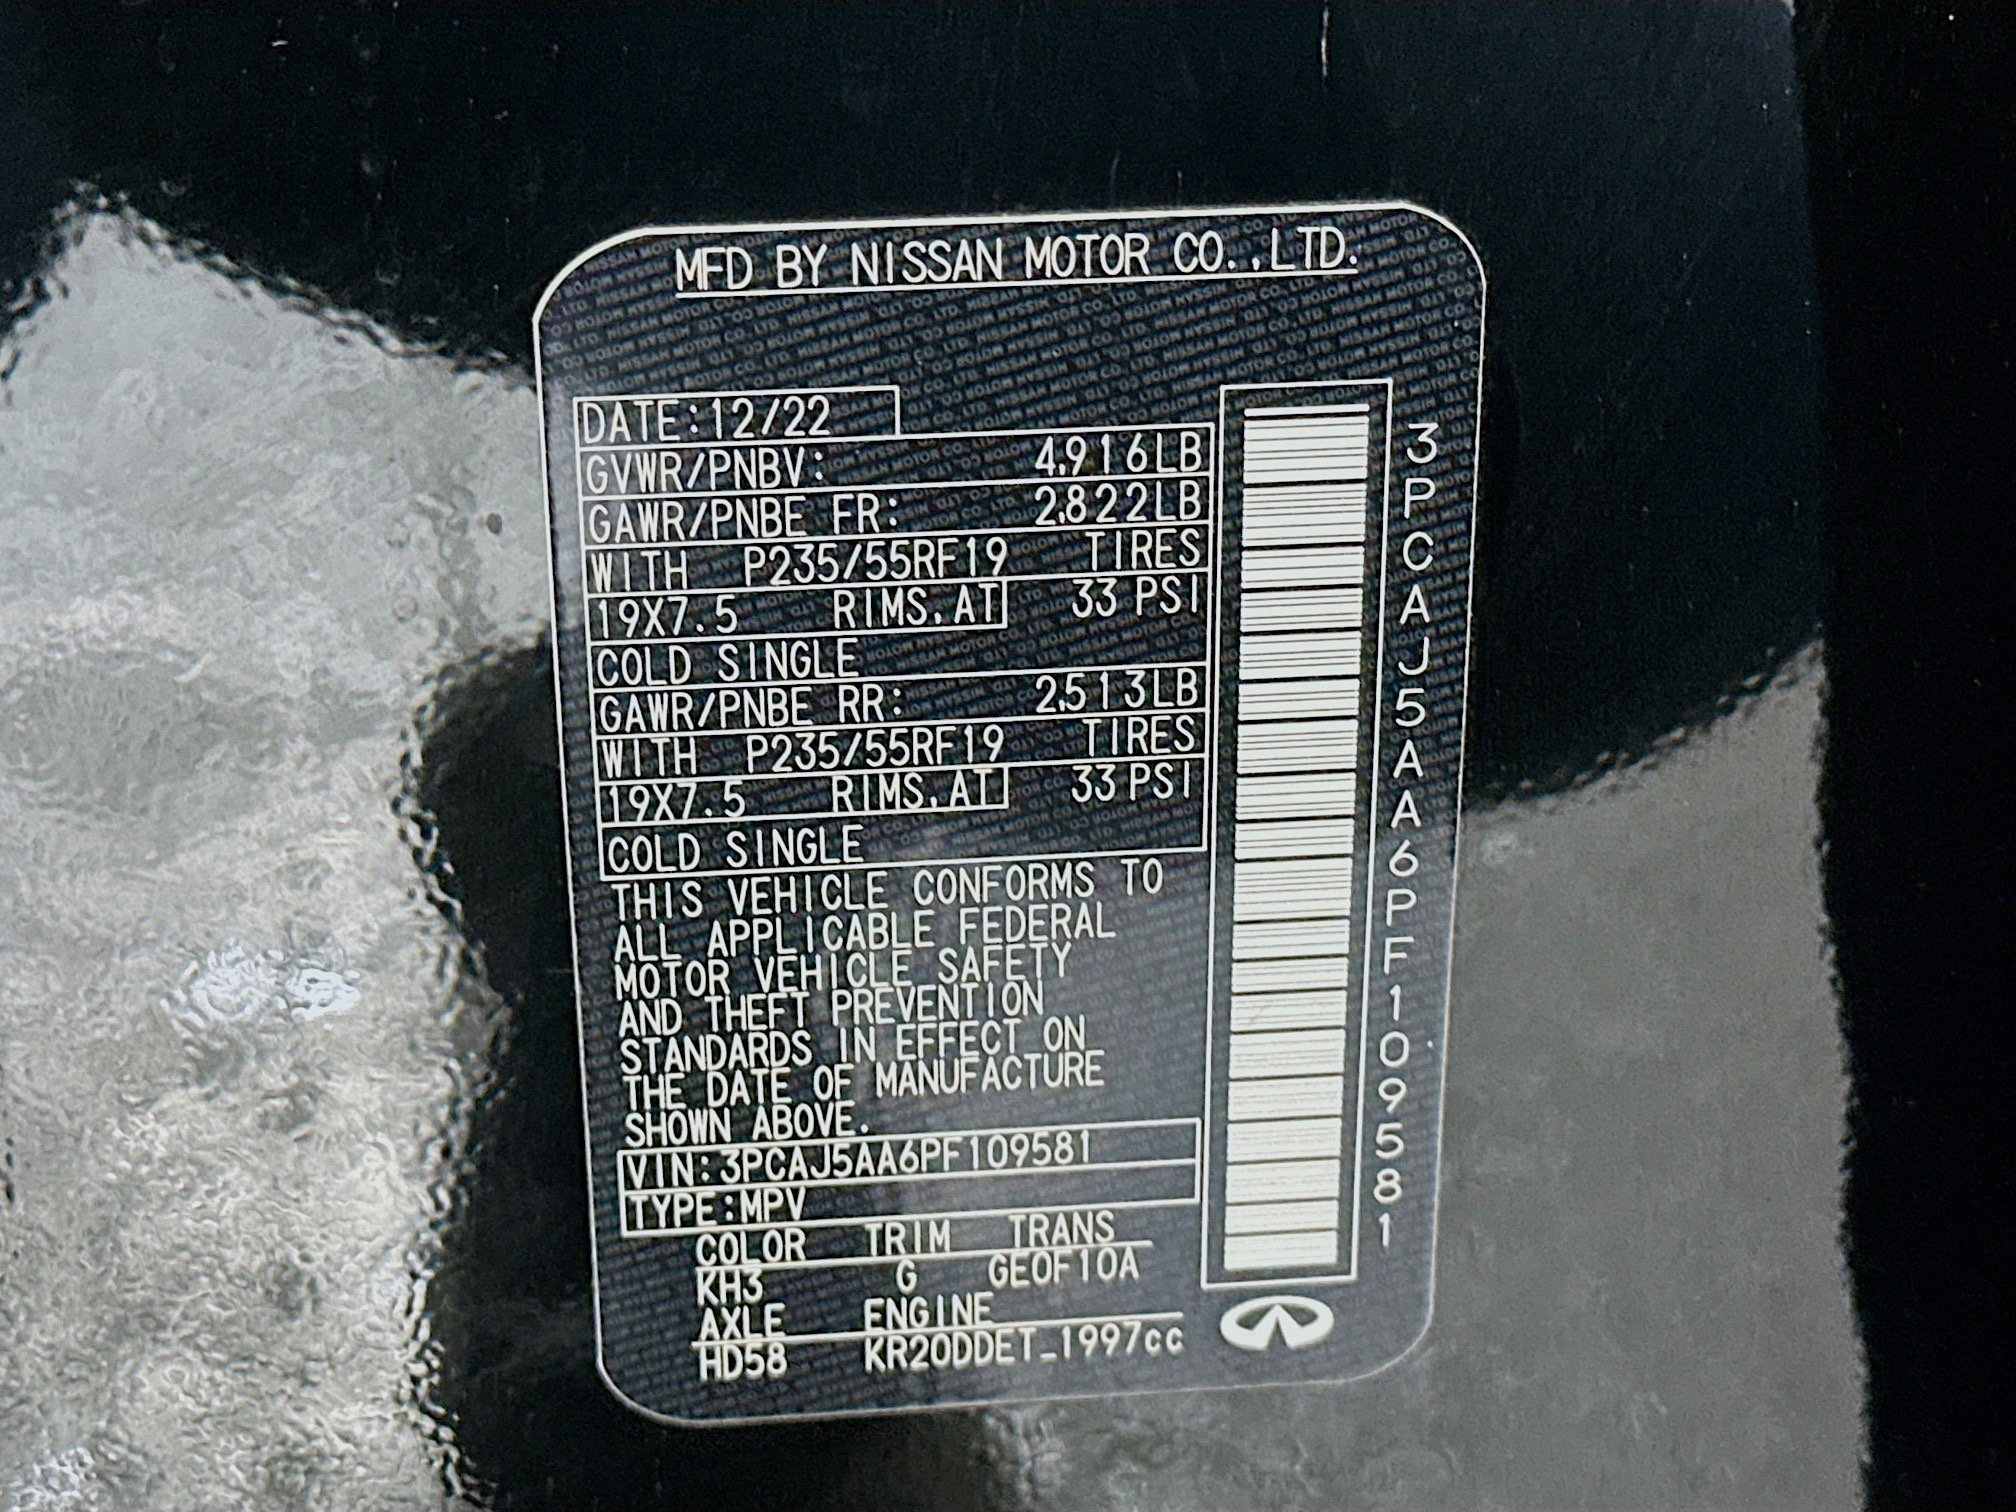 MFD BY NISSAN MOTOR CO.,LTD.
DATE:12/22
GVWR/PNBV: 4,916LB
GAWR/PNBE FR: 2,822LB
WITH P235/55RF19 TIRES
19X7.5 RIMS.AT 33 PSI
COLD SINGLE
GAWR/PNBE RR: 2,513LB
WITH P235/55RF19 TIRES
19X7.5 RIMS.AT 33 PSI
COLD SINGLE
THIS VEHICLE CONFORMS TO
ALL APPLICABLE FEDERAL
MOTOR VEHICLE SAFETY
AND THEFT PREVENTION
STANDARDS IN EFFECT ON
THE DATE OF MANUFACTURE
SHOWN ABOVE.
VIN:3PCAJ5AA6PF109581
TYPE:MPV
COLOR TRIM TRANS
KH3 G GE0F10A
AXLE ENGINE
HD58 KR20DDET_1997cc
3PCAJ5AA6PF109581